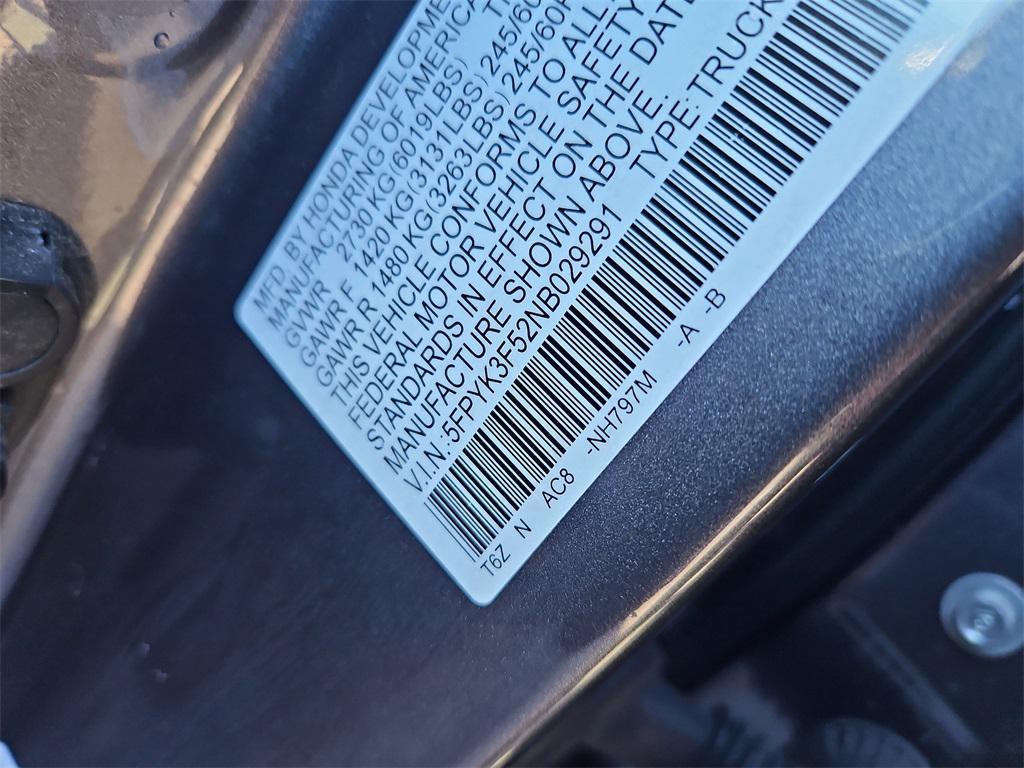 MFD BY HONDA DEVELOPME
MANUFACTURING OF AMERICA
GVWR 2730 KG(6019LBS)
GAWR F 1420 KG(3131LBS) 245/60
GAWR R 1480 KG(3263LBS) 245/60
THIS VEHICLE CONFORMS TO ALL
FEDERAL MOTOR VEHICLE SAFETY
STANDARDS IN EFFECT ON THE DATE
MANUFACTURE SHOWN ABOVE.
V.I.N:5FPYK3F52NB029291 TYPE:TRUCK
T6Z N AC8 -NH797M -A -B